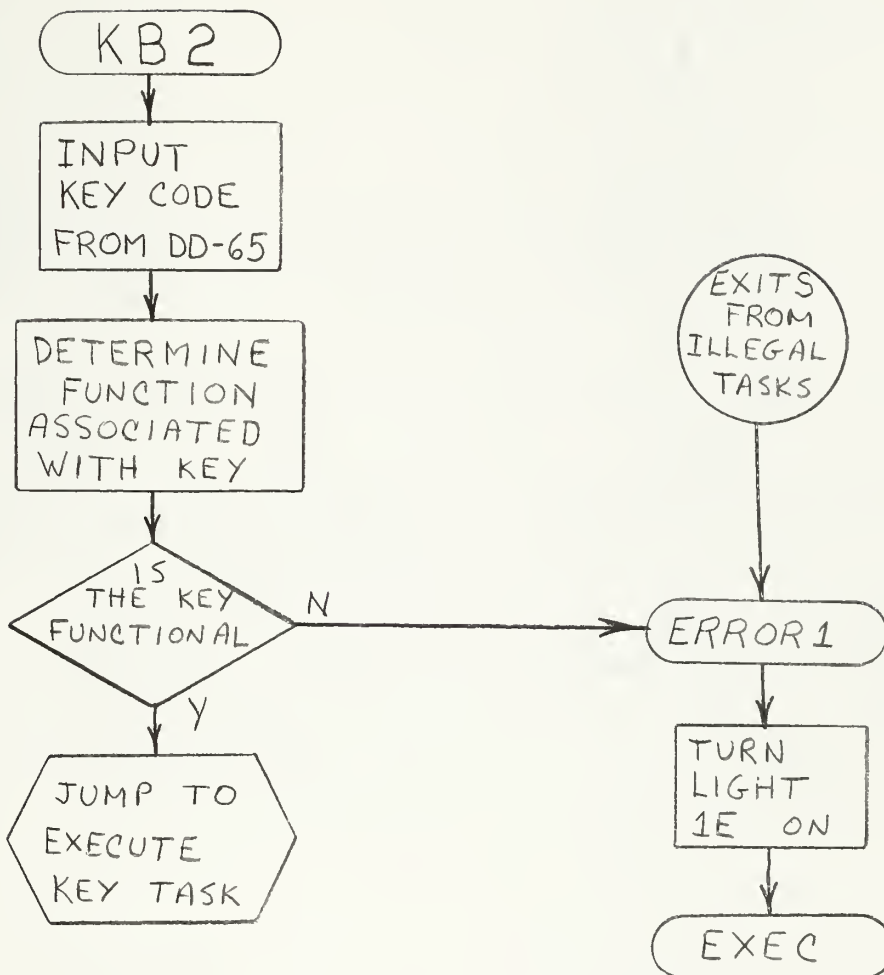 KB2
INPUT
KEY CODE
FROM DD-65
DETERMINE
FUNCTION
ASSOCIATED
WITH KEY
IS
THE KEY
FUNCTIONAL
N
Y
JUMP TO
EXECUTE
KEY TASK
EXITS
FROM
ILLEGAL
TASKS
ERROR1
TURN
LIGHT
1E ON
EXEC